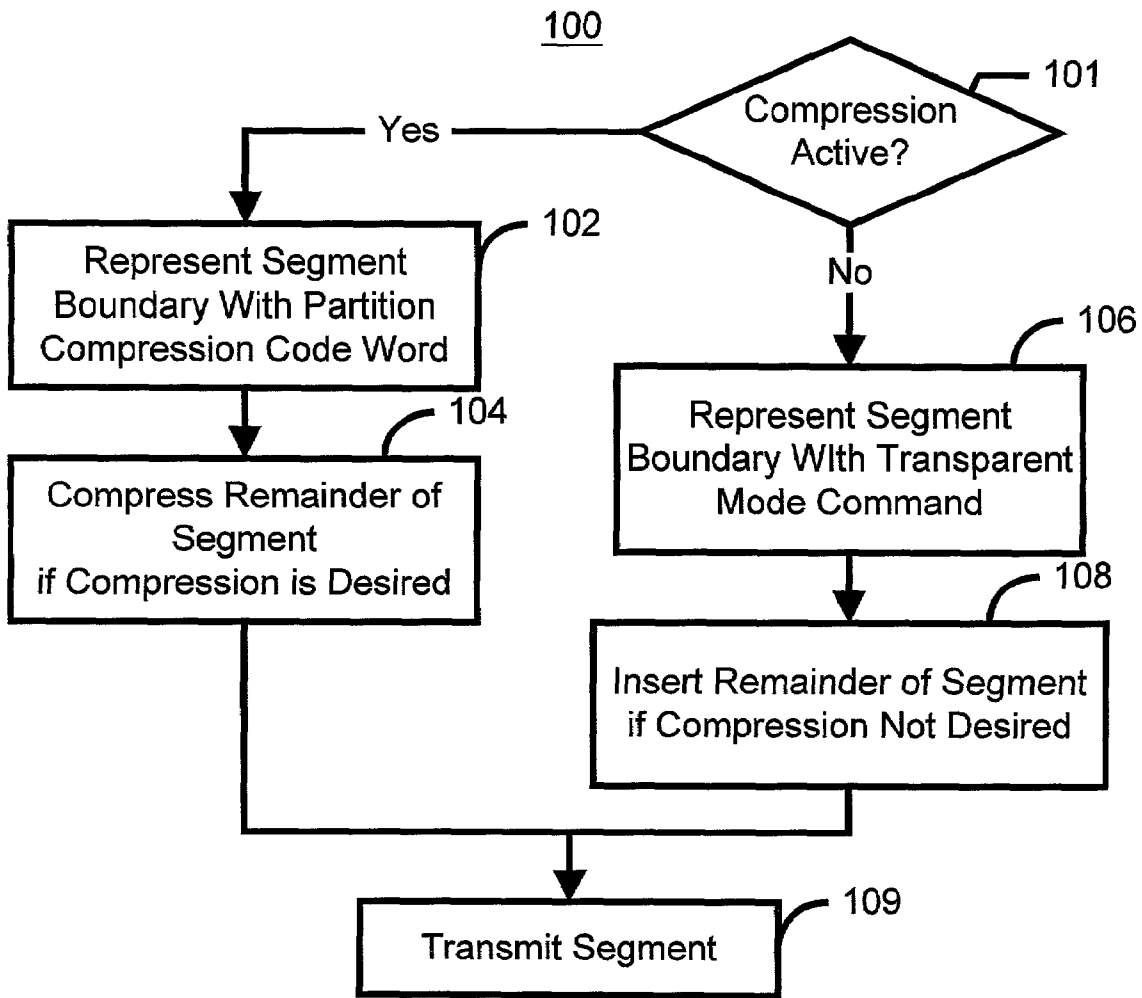 100
101
Compression
Active?
Yes
No
102
Represent Segment
Boundary With Partition
Compression Code Word
104
Compress Remainder of
Segment
if Compression is Desired
106
Represent Segment
Boundary WIth Transparent
Mode Command
108
Insert Remainder of Segment
if Compression Not Desired
109
Transmit Segment